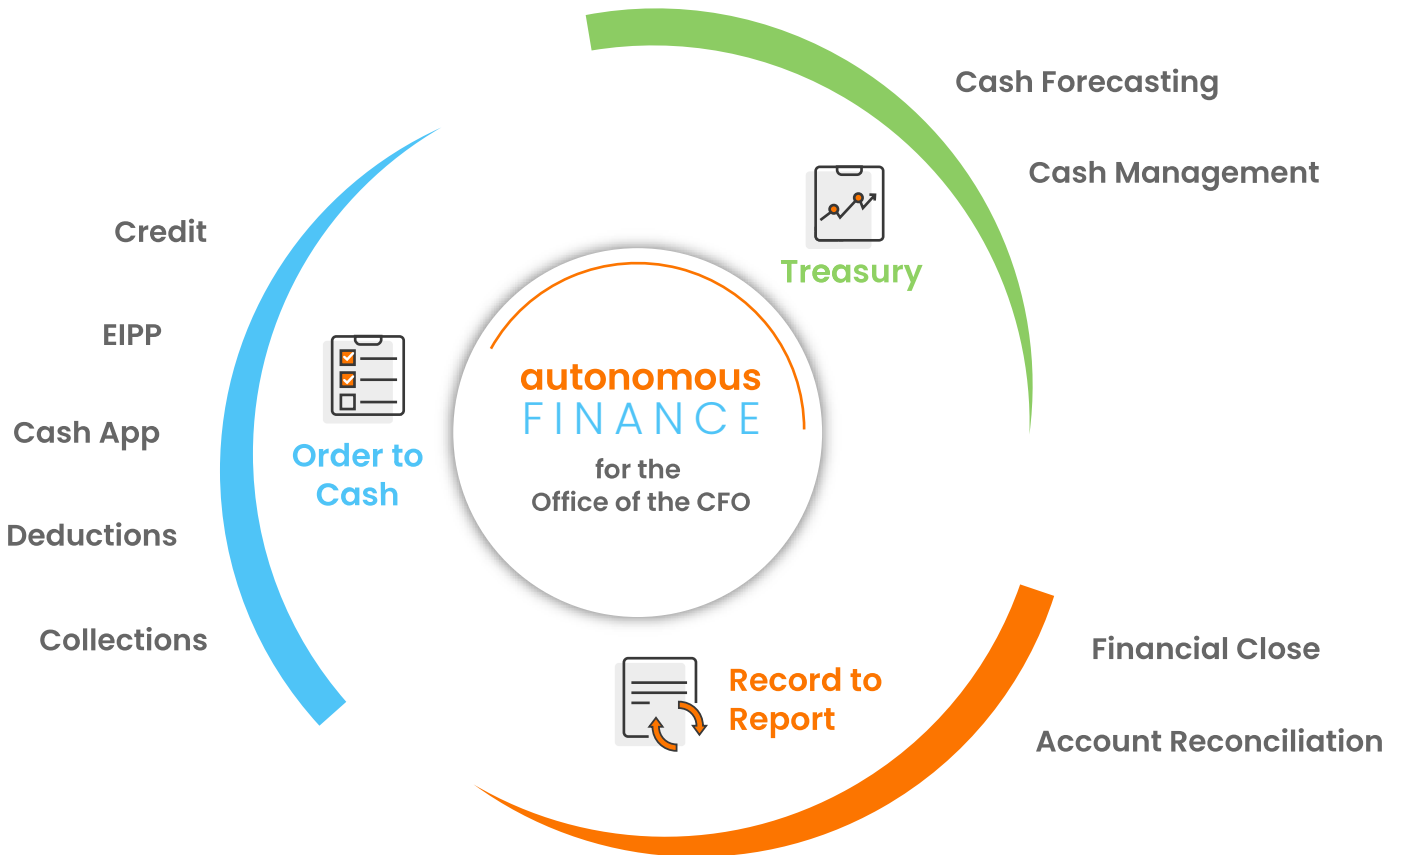 Cash Forecasting
Cash Management
Treasury
Credit
EIPP
Cash App
Deductions
Collections
Order to
Cash
autonomous
FINANCE
for the
Office of the CFO
Record to
Report
Financial Close
Account Reconciliation